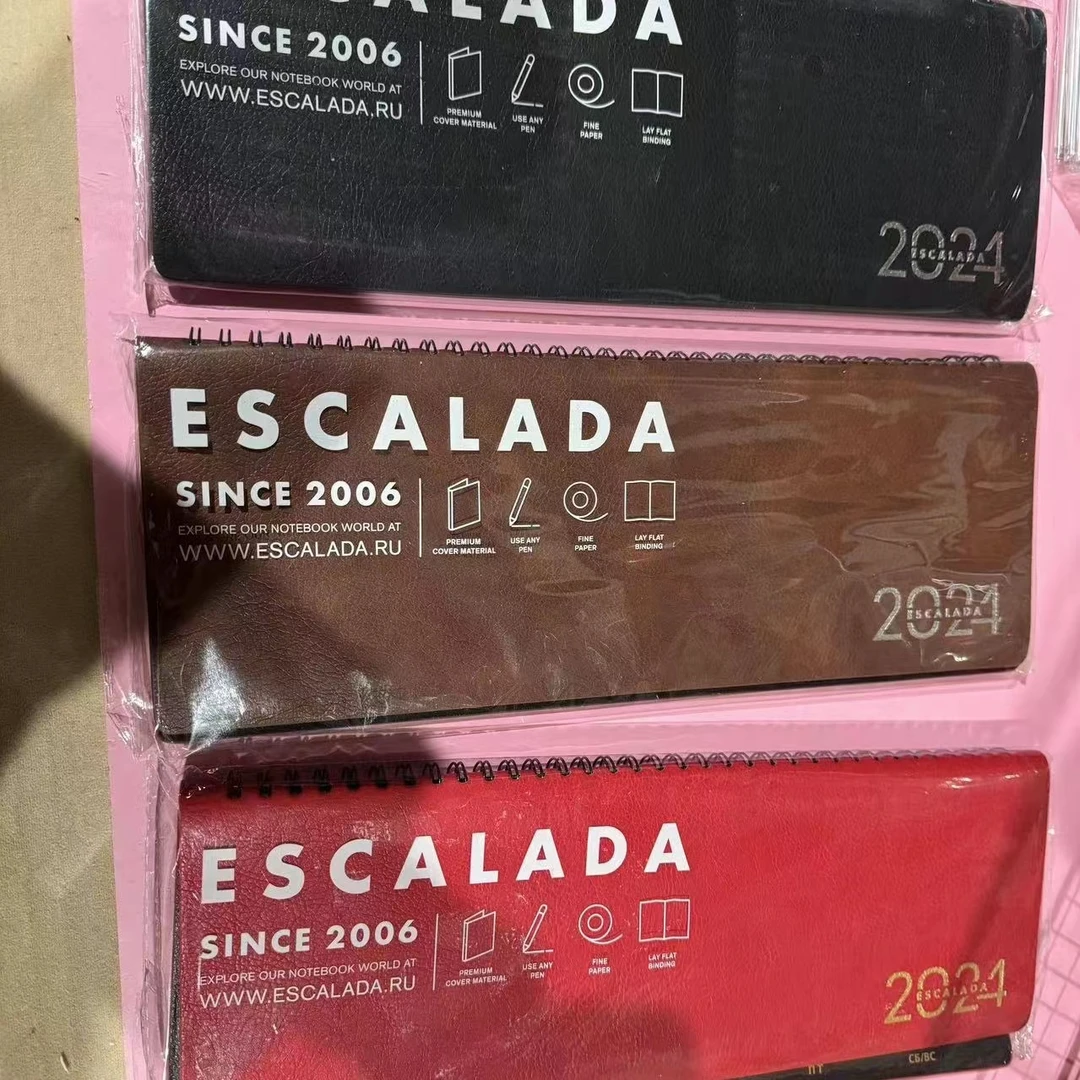 ESCALADA
SINCE 2006
EXPLORE OUR NOTEBOOK WORLD AT
WWW.ESCALADA.RU
PREMIUM
COVER MATERIAL
USE ANY
PEN
FINE
PAPER
LAY FLAT
BINDING
2024
ESCALADA
ESCALADA
SINCE 2006
EXPLORE OUR NOTEBOOK WORLD AT
WWW.ESCALADA.RU
PREMIUM
COVER MATERIAL
USE ANY
PEN
FINE
PAPER
LAY FLAT
BINDING
2024
ESCALADA
ESCALADA
SINCE 2006
EXPLORE OUR NOTEBOOK WORLD AT
WWW.ESCALADA.RU
PREMIUM
COVER MATERIAL
USE ANY
PEN
FINE
PAPER
LAY FLAT
BINDING
2024
ESCALADA
ПТ
СБ/ВС